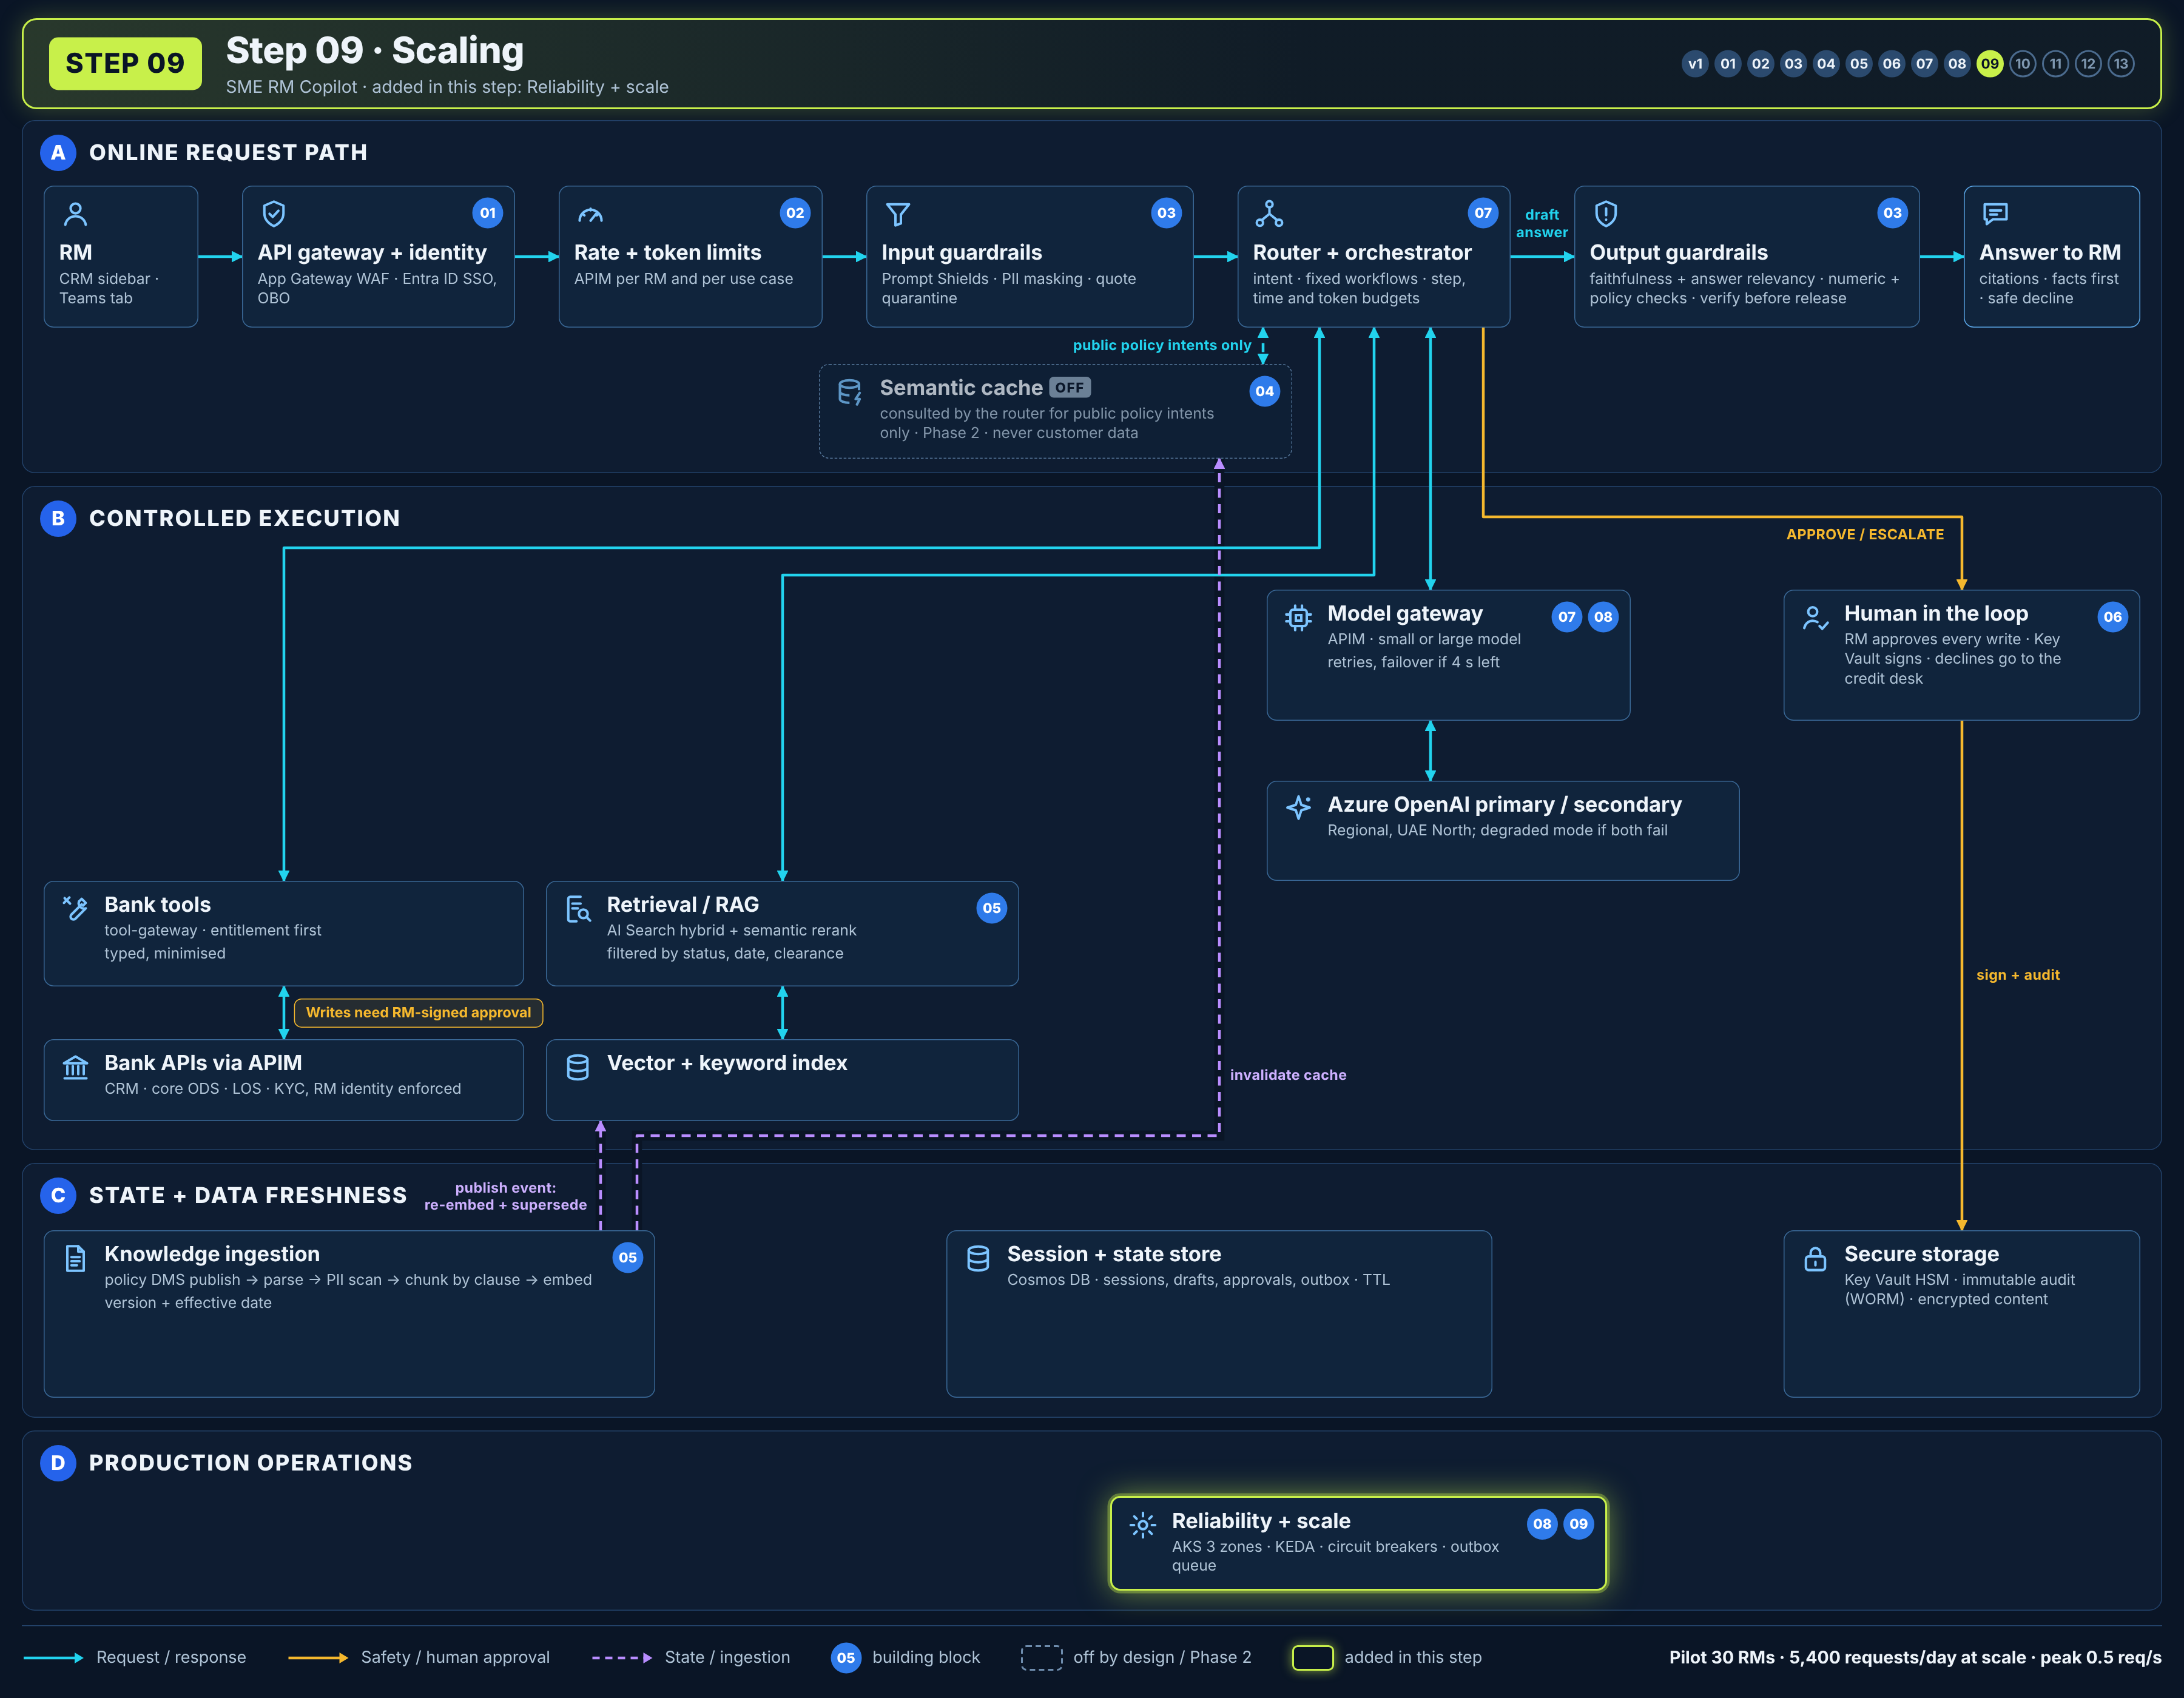 STEP 09
Step 09 · Scaling
SME RM Copilot · added in this step: Reliability + scale
v1 01 02 03 04 05 06 07 08 09 10 11 12 13
A ONLINE REQUEST PATH
RM
CRM sidebar ·
Teams tab
01
API gateway + identity
App Gateway WAF · Entra ID SSO,
OBO
02
Rate + token limits
APIM per RM and per use case
03
Input guardrails
Prompt Shields · PII masking · quote
quarantine
07
Router + orchestrator
intent · fixed workflows · step,
time and token budgets
draft
answer
03
Output guardrails
faithfulness + answer relevancy · numeric +
policy checks · verify before release
Answer to RM
citations · facts first
· safe decline
public policy intents only
Semantic cache OFF
04
consulted by the router for public policy intents
only · Phase 2 · never customer data
B CONTROLLED EXECUTION
APPROVE / ESCALATE
Model gateway
07 08
APIM · small or large model
retries, failover if 4 s left
Human in the loop
06
RM approves every write · Key
Vault signs · declines go to the
credit desk
Azure OpenAI primary / secondary
Regional, UAE North; degraded mode if both fail
Bank tools
tool-gateway · entitlement first
typed, minimised
Retrieval / RAG
05
AI Search hybrid + semantic rerank
filtered by status, date, clearance
sign + audit
Writes need RM-signed approval
Bank APIs via APIM
CRM · core ODS · LOS · KYC, RM identity enforced
Vector + keyword index
invalidate cache
C STATE + DATA FRESHNESS
publish event:
re-embed + supersede
Knowledge ingestion
05
policy DMS publish → parse → PII scan → chunk by clause → embed
version + effective date
Session + state store
Cosmos DB · sessions, drafts, approvals, outbox · TTL
Secure storage
Key Vault HSM · immutable audit
(WORM) · encrypted content
D PRODUCTION OPERATIONS
Reliability + scale
08 09
AKS 3 zones · KEDA · circuit breakers · outbox
queue
Request / response
Safety / human approval
State / ingestion
05 building block
off by design / Phase 2
added in this step
Pilot 30 RMs · 5,400 requests/day at scale · peak 0.5 req/s